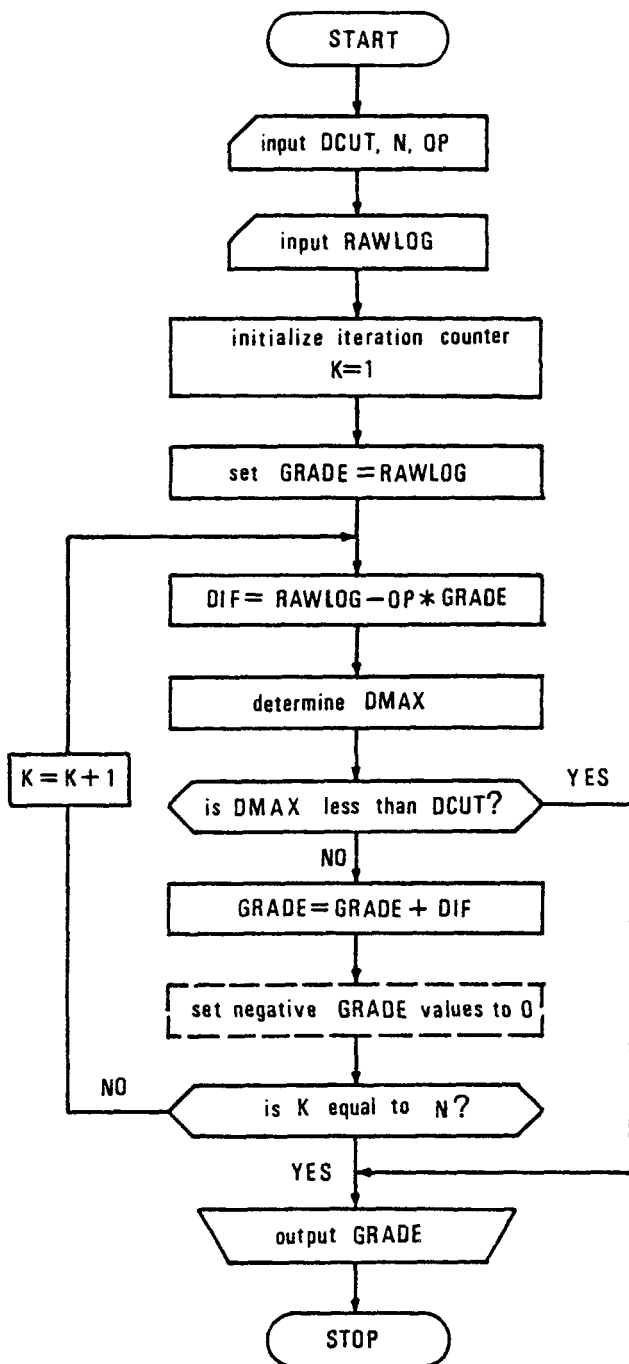 START
input DCUT, N, OP
input RAWLOG
initialize iteration counter
K=1
set GRADE=RAWLOG
DIF= RAWLOG-OP*GRADE
determine DMAX
K=K+1
is DMAX less than DCUT?
YES
NO
GRADE=GRADE+DIF
set negative GRADE values to 0
NO
is K equal to N?
YES
output GRADE
STOP